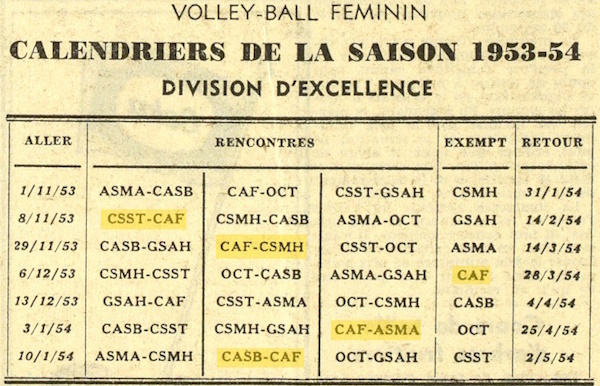 VOLLEY-BALL FEMININ
CALENDRIERS DE LA SAISON 1953-54
DIVISION D'EXCELLENCE
ALLER RENCONTRES EXEMPT RETOUR
1/11/53 ASMA-CASB CAF-OCT CSST-GSAH CSMH 31/1/54
8/11/53 CSST-CAF CSMH-CASB ASMA-OCT GSAH 14/2/54
29/11/53 CASB-GSAH CAF-CSMH CSST-OCT ASMA 14/3/54
6/12/53 CSMH-CSST OCT-CASB ASMA-GSAH CAF 28/3/54
13/12/53 GSAH-CAF CSST-ASMA OCT-CSMH CASB 4/4/54
3/1/54 CASB-CSST CSMH-GSAH CAF-ASMA OCT 25/4/54
10/1/54 ASMA-CSMH CASB-CAF OCT-GSAH CSST 2/5/54